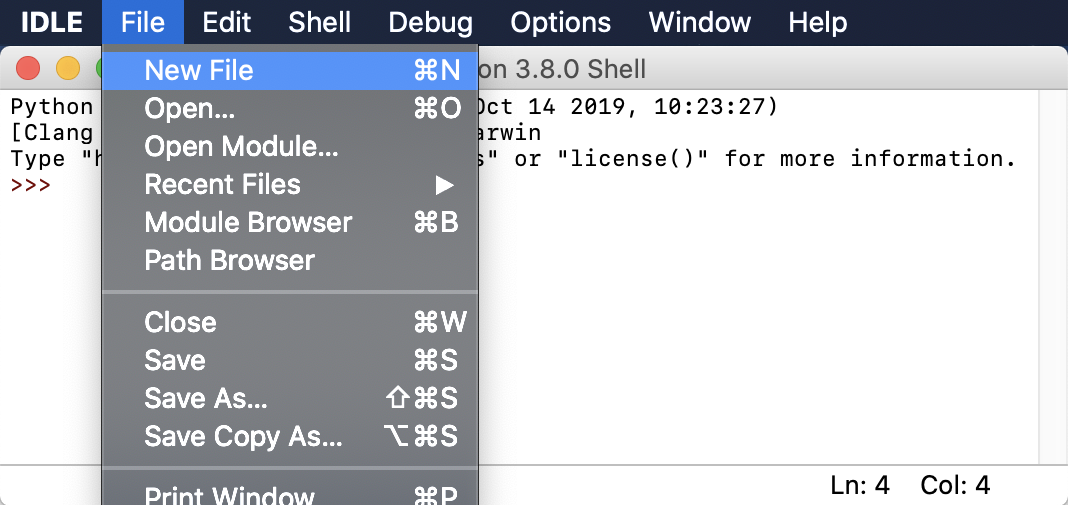 IDLE File Edit Shell Debug Options Window Help
on 3.8.0 Shell
New File ⌘N
Open... ⌘O
Open Module...
Recent Files ▶
Module Browser ⌘B
Path Browser
Close ⌘W
Save ⌘S
Save As... ⇧⌘S
Save Copy As... ⌥⌘S
Print Window ⌘P
Python Oct 14 2019, 10:23:27)
[Clang arwin
Type "h s" or "license()" for more information.
>>>
Ln: 4 Col: 4